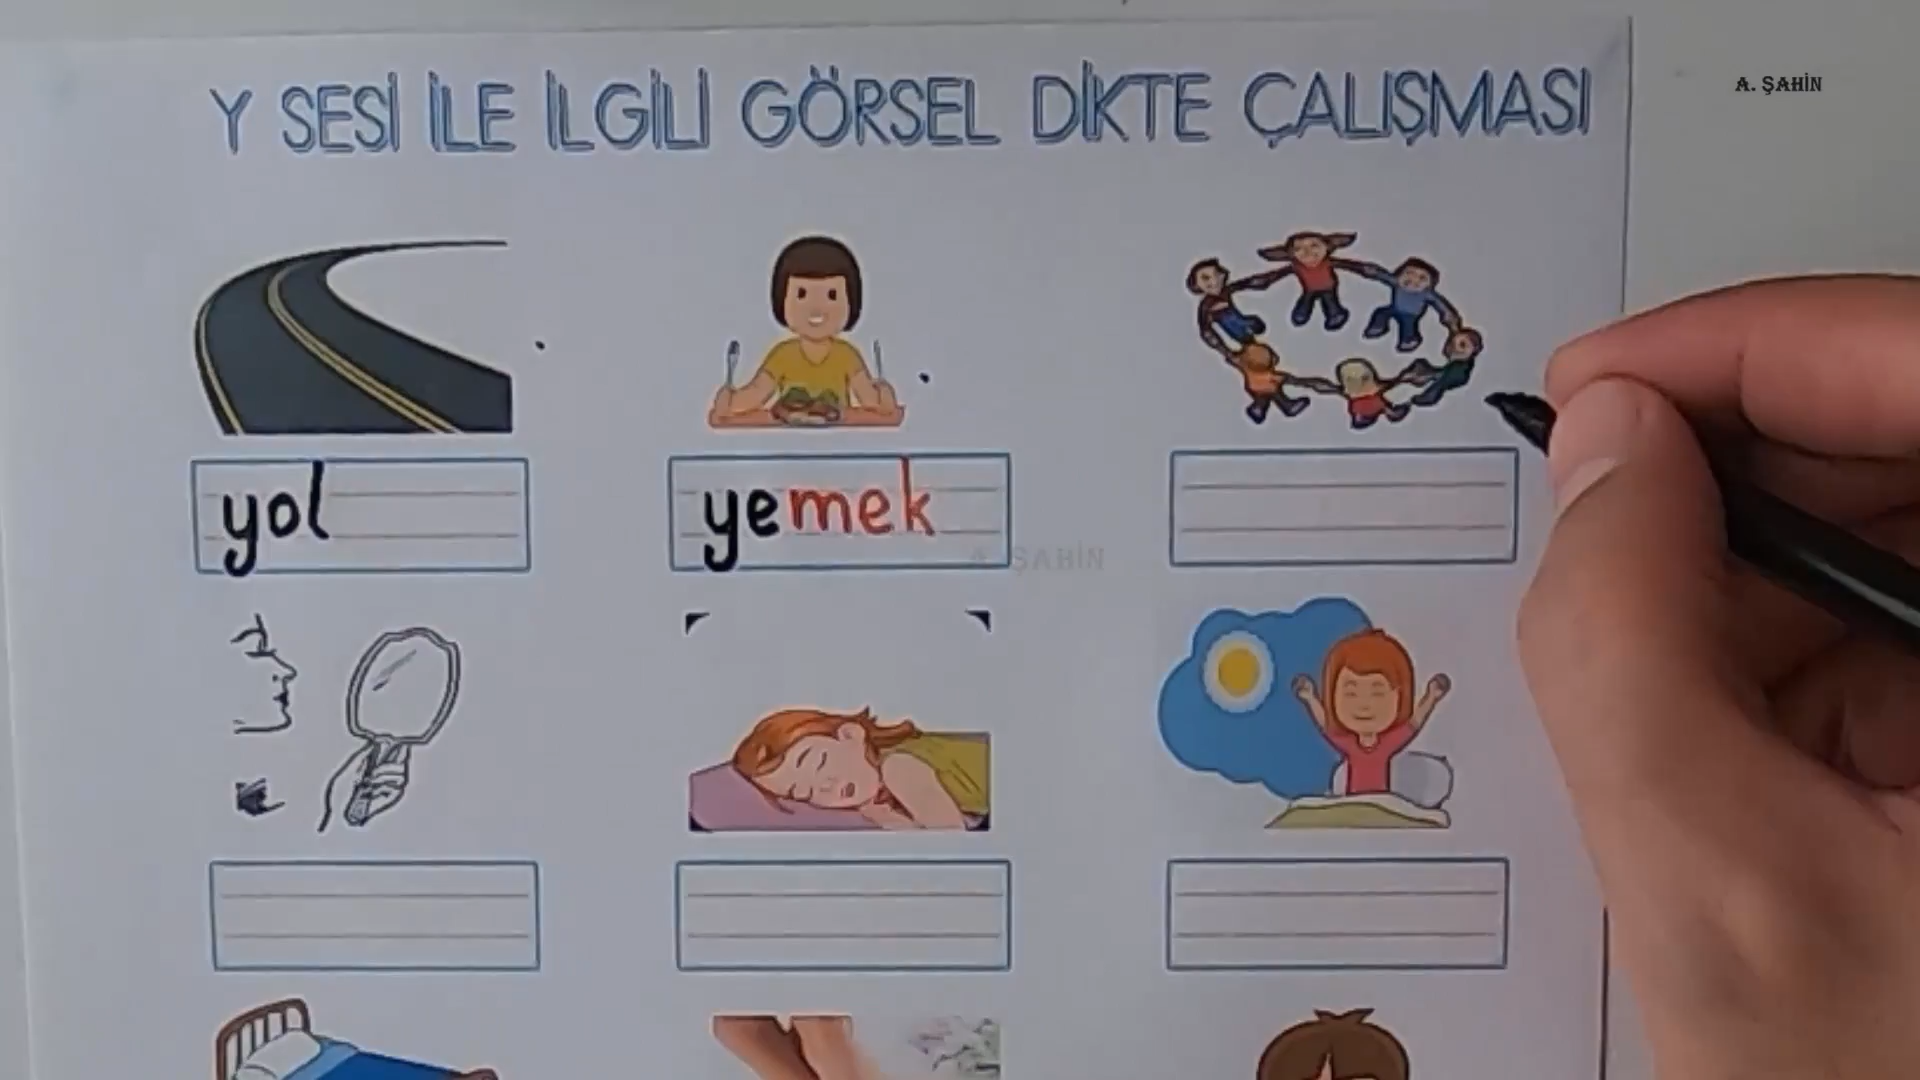 A. ŞAHİN
Y SESİ İLE İLGİLİ GÖRSEL DİKTE ÇALIŞMASI
yol
yemek
A. ŞAHİN